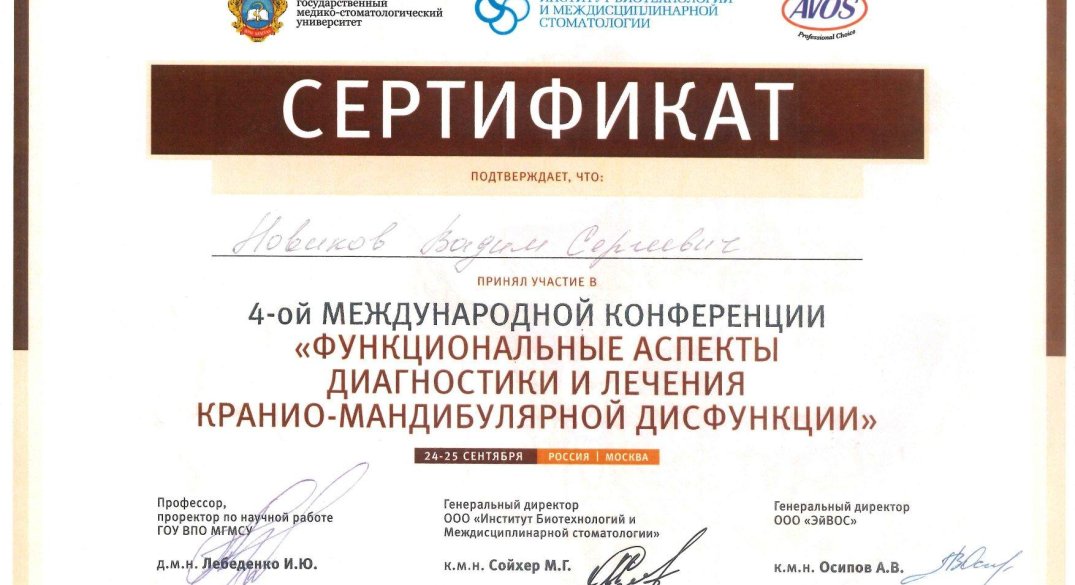 государственный
медико-стоматологический
университет
ИНСТИТУТ БИОТЕХНОЛОГИЙ
И МЕЖДИСЦИПЛИНАРНОЙ
СТОМАТОЛОГИИ
AVOS
Professional Choice
СЕРТИФИКАТ
ПОДТВЕРЖДАЕТ, ЧТО:
Новиков Вадим Сергеевич
ПРИНЯЛ УЧАСТИЕ В
4-ой МЕЖДУНАРОДНОЙ КОНФЕРЕНЦИИ
«ФУНКЦИОНАЛЬНЫЕ АСПЕКТЫ
ДИАГНОСТИКИ И ЛЕЧЕНИЯ
КРАНИО-МАНДИБУЛЯРНОЙ ДИСФУНКЦИИ»
24-25 СЕНТЯБРЯ РОССИЯ | МОСКВА
Профессор,
проректор по научной работе
ГОУ ВПО МГМСУ
д.м.н. Лебеденко И.Ю.
Генеральный директор
ООО «Институт Биотехнологий и
Междисциплинарной стоматологии»
к.м.н. Сойхер М.Г.
Генеральный директор
ООО «ЭйВОС»
к.м.н. Осипов А.В.